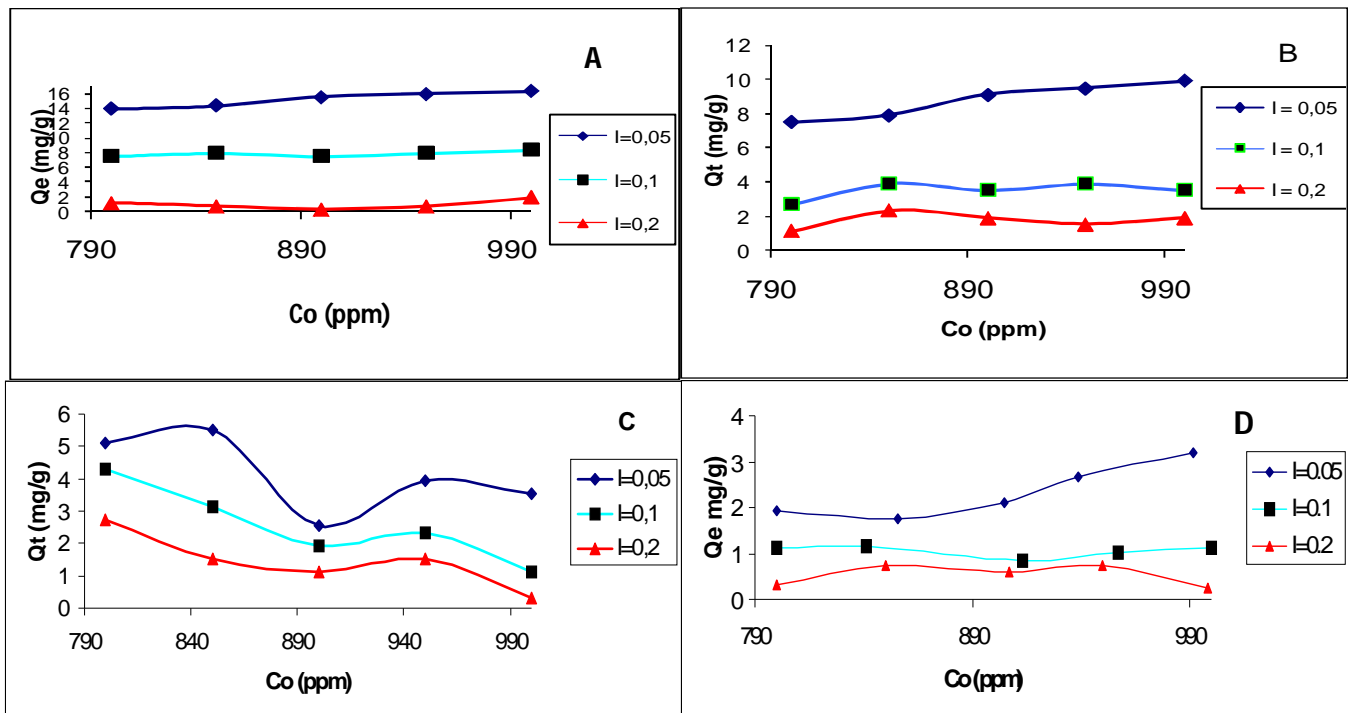 A
Qe (mg/g)
16
14
12
10
8
6
4
2
0
790
890
990
Co (ppm)
I=0,05
I=0,1
I=0,2
B
Qt (mg/g)
12
10
8
6
4
2
0
790
890
990
Co (ppm)
I = 0,05
I = 0,1
I = 0,2
C
Qt (mg/g)
6
5
4
3
2
1
0
790
840
890
940
990
Co (ppm)
I=0,05
I=0,1
I=0,2
D
Qe mg/g)
4
3
2
1
0
790
890
990
Co (ppm)
I=0.05
I=0.1
I=0.2